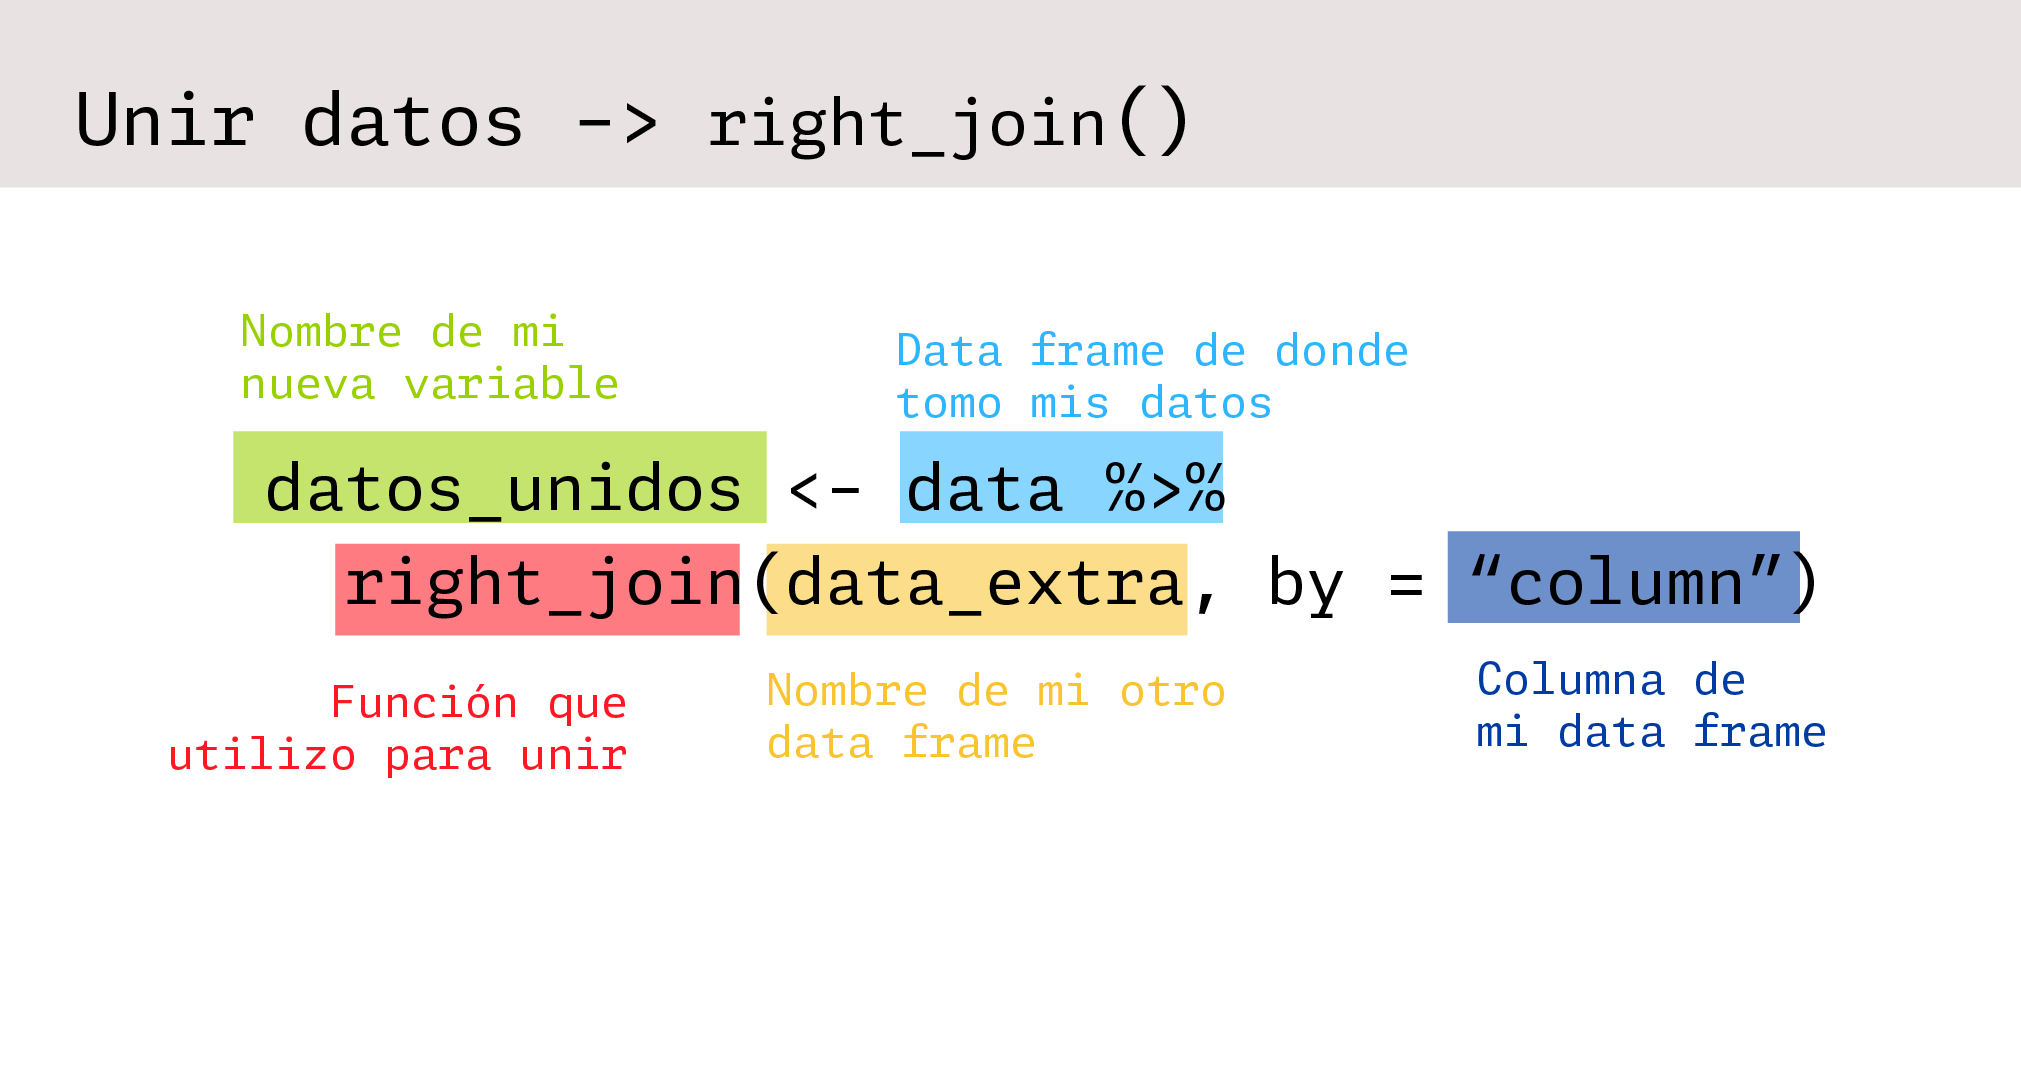 Unir datos -> right_join()
Nombre de mi
nueva variable
Data frame de donde
tomo mis datos
datos_unidos <- data %>%
right_join(data_extra, by = “column”)
Función que
utilizo para unir
Nombre de mi otro
data frame
Columna de
mi data frame